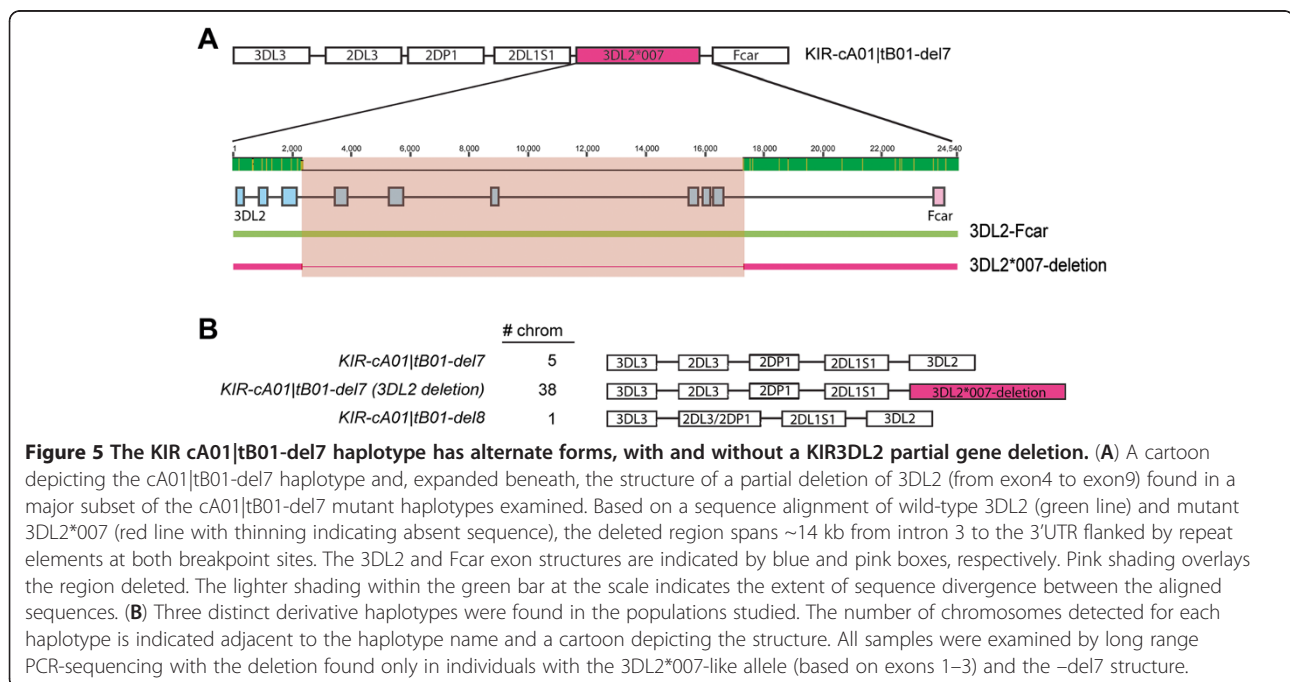 A
3DL3 2DL3 2DP1 2DL1S1 3DL2*007 Fcar KIR-cA01|tB01-del7
1 2,000 4,000 6,000 8,000 10,000 12,000 14,000 16,000 18,000 20,000 22,000 24,540
3DL2 Fcar
3DL2-Fcar
3DL2*007-deletion
B # chrom
KIR-cA01|tB01-del7 5 3DL3 2DL3 2DP1 2DL1S1 3DL2
KIR-cA01|tB01-del7 (3DL2 deletion) 38 3DL3 2DL3 2DP1 2DL1S1 3DL2*007-deletion
KIR-cA01|tB01-del8 1 3DL3 2DL3/2DP1 2DL1S1 3DL2
Figure 5 The KIR cA01|tB01-del7 haplotype has alternate forms, with and without a KIR3DL2 partial gene deletion. (A) A cartoon
depicting the cA01|tB01-del7 haplotype and, expanded beneath, the structure of a partial deletion of 3DL2 (from exon4 to exon9) found in a
major subset of the cA01|tB01-del7 mutant haplotypes examined. Based on a sequence alignment of wild-type 3DL2 (green line) and mutant
3DL2*007 (red line with thinning indicating absent sequence), the deleted region spans ~14 kb from intron 3 to the 3'UTR flanked by repeat
elements at both breakpoint sites. The 3DL2 and Fcar exon structures are indicated by blue and pink boxes, respectively. Pink shading overlays
the region deleted. The lighter shading within the green bar at the scale indicates the extent of sequence divergence between the aligned
sequences. (B) Three distinct derivative haplotypes were found in the populations studied. The number of chromosomes detected for each
haplotype is indicated adjacent to the haplotype name and a cartoon depicting the structure. All samples were examined by long range
PCR-sequencing with the deletion found only in individuals with the 3DL2*007-like allele (based on exons 1–3) and the –del7 structure.